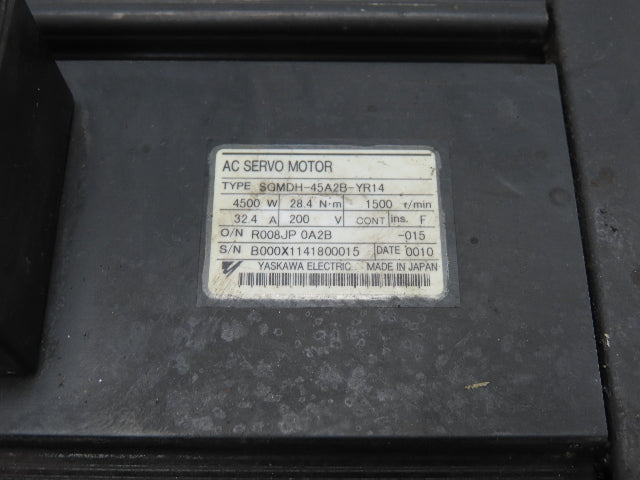 AC SERVO MOTOR
TYPE SGMDH-45A2B-YR14
4500 W 28.4 N·m 1500 r/min
32.4 A 200 V CONT ins. F
O/N R008JP 0A2B -015
S/N B000X1141800015 DATE 0010
YASKAWA ELECTRIC MADE IN JAPAN